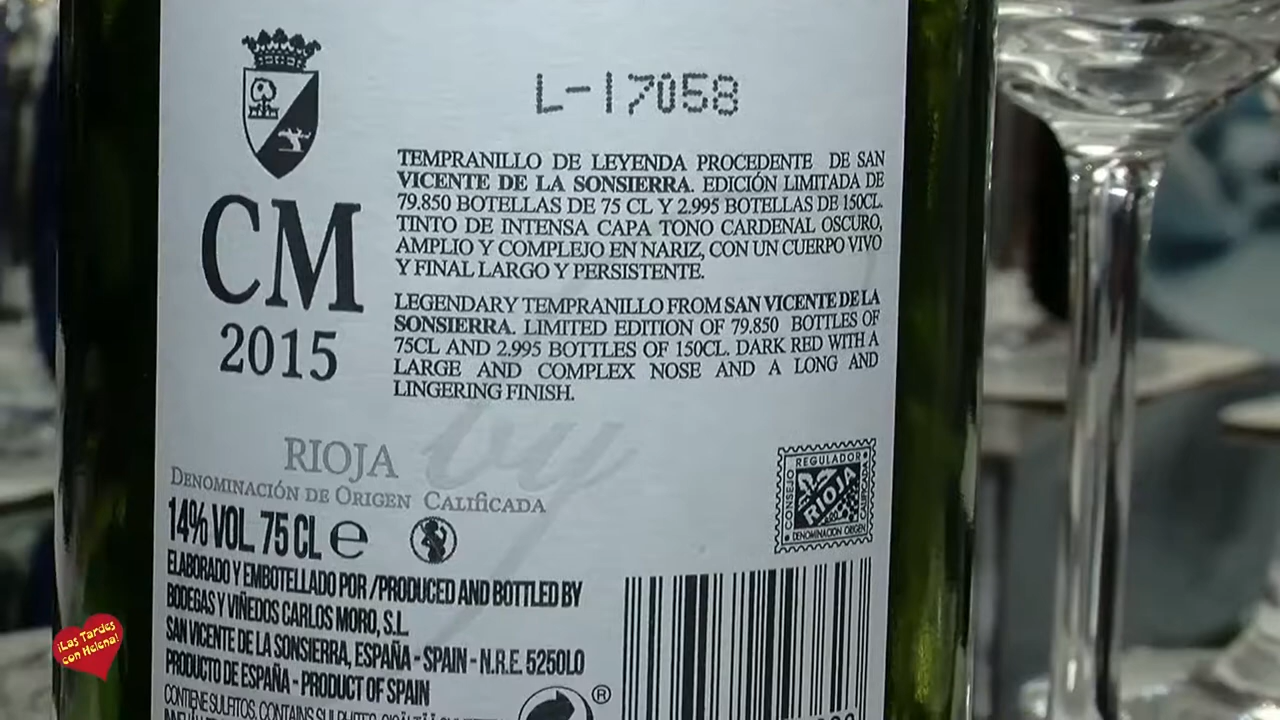 L-17058
TEMPRANILLO DE LEYENDA PROCEDENTE DE SAN
VICENTE DE LA SONSIERRA. EDICIÓN LIMITADA DE
79.850 BOTELLAS DE 75 CL Y 2.995 BOTELLAS DE 150CL.
TINTO DE INTENSA CAPA TONO CARDENAL OSCURO,
AMPLIO Y COMPLEJO EN NARIZ, CON UN CUERPO VIVO
Y FINAL LARGO Y PERSISTENTE.
CM
2015
LEGENDARY TEMPRANILLO FROM SAN VICENTE DE LA
SONSIERRA. LIMITED EDITION OF 79.850 BOTTLES OF
75CL AND 2.995 BOTTLES OF 150CL. DARK RED WITH A
LARGE AND COMPLEX NOSE AND A LONG AND
LINGERING FINISH.
by
RIOJA
DENOMINACIÓN DE ORIGEN CALIfICADA
14% VOL 75 CL e
CONSEJO REGULADOR
RIOJA
DENOMINACIÓN ORIGEN CALIFICADA
ELABORADO Y EMBOTELLADO POR /PRODUCED AND BOTTLED BY
BODEGAS Y VIÑEDOS CARLOS MORO, S.L.
SAN VICENTE DE LA SONSIERRA, ESPAÑA - SPAIN - N.R.E. 5250LO
PRODUCTO DE ESPAÑA - PRODUCT OF SPAIN
CONTIENE SULFITOS, CONTAINS
®
¡Las Tardes
con Helena!